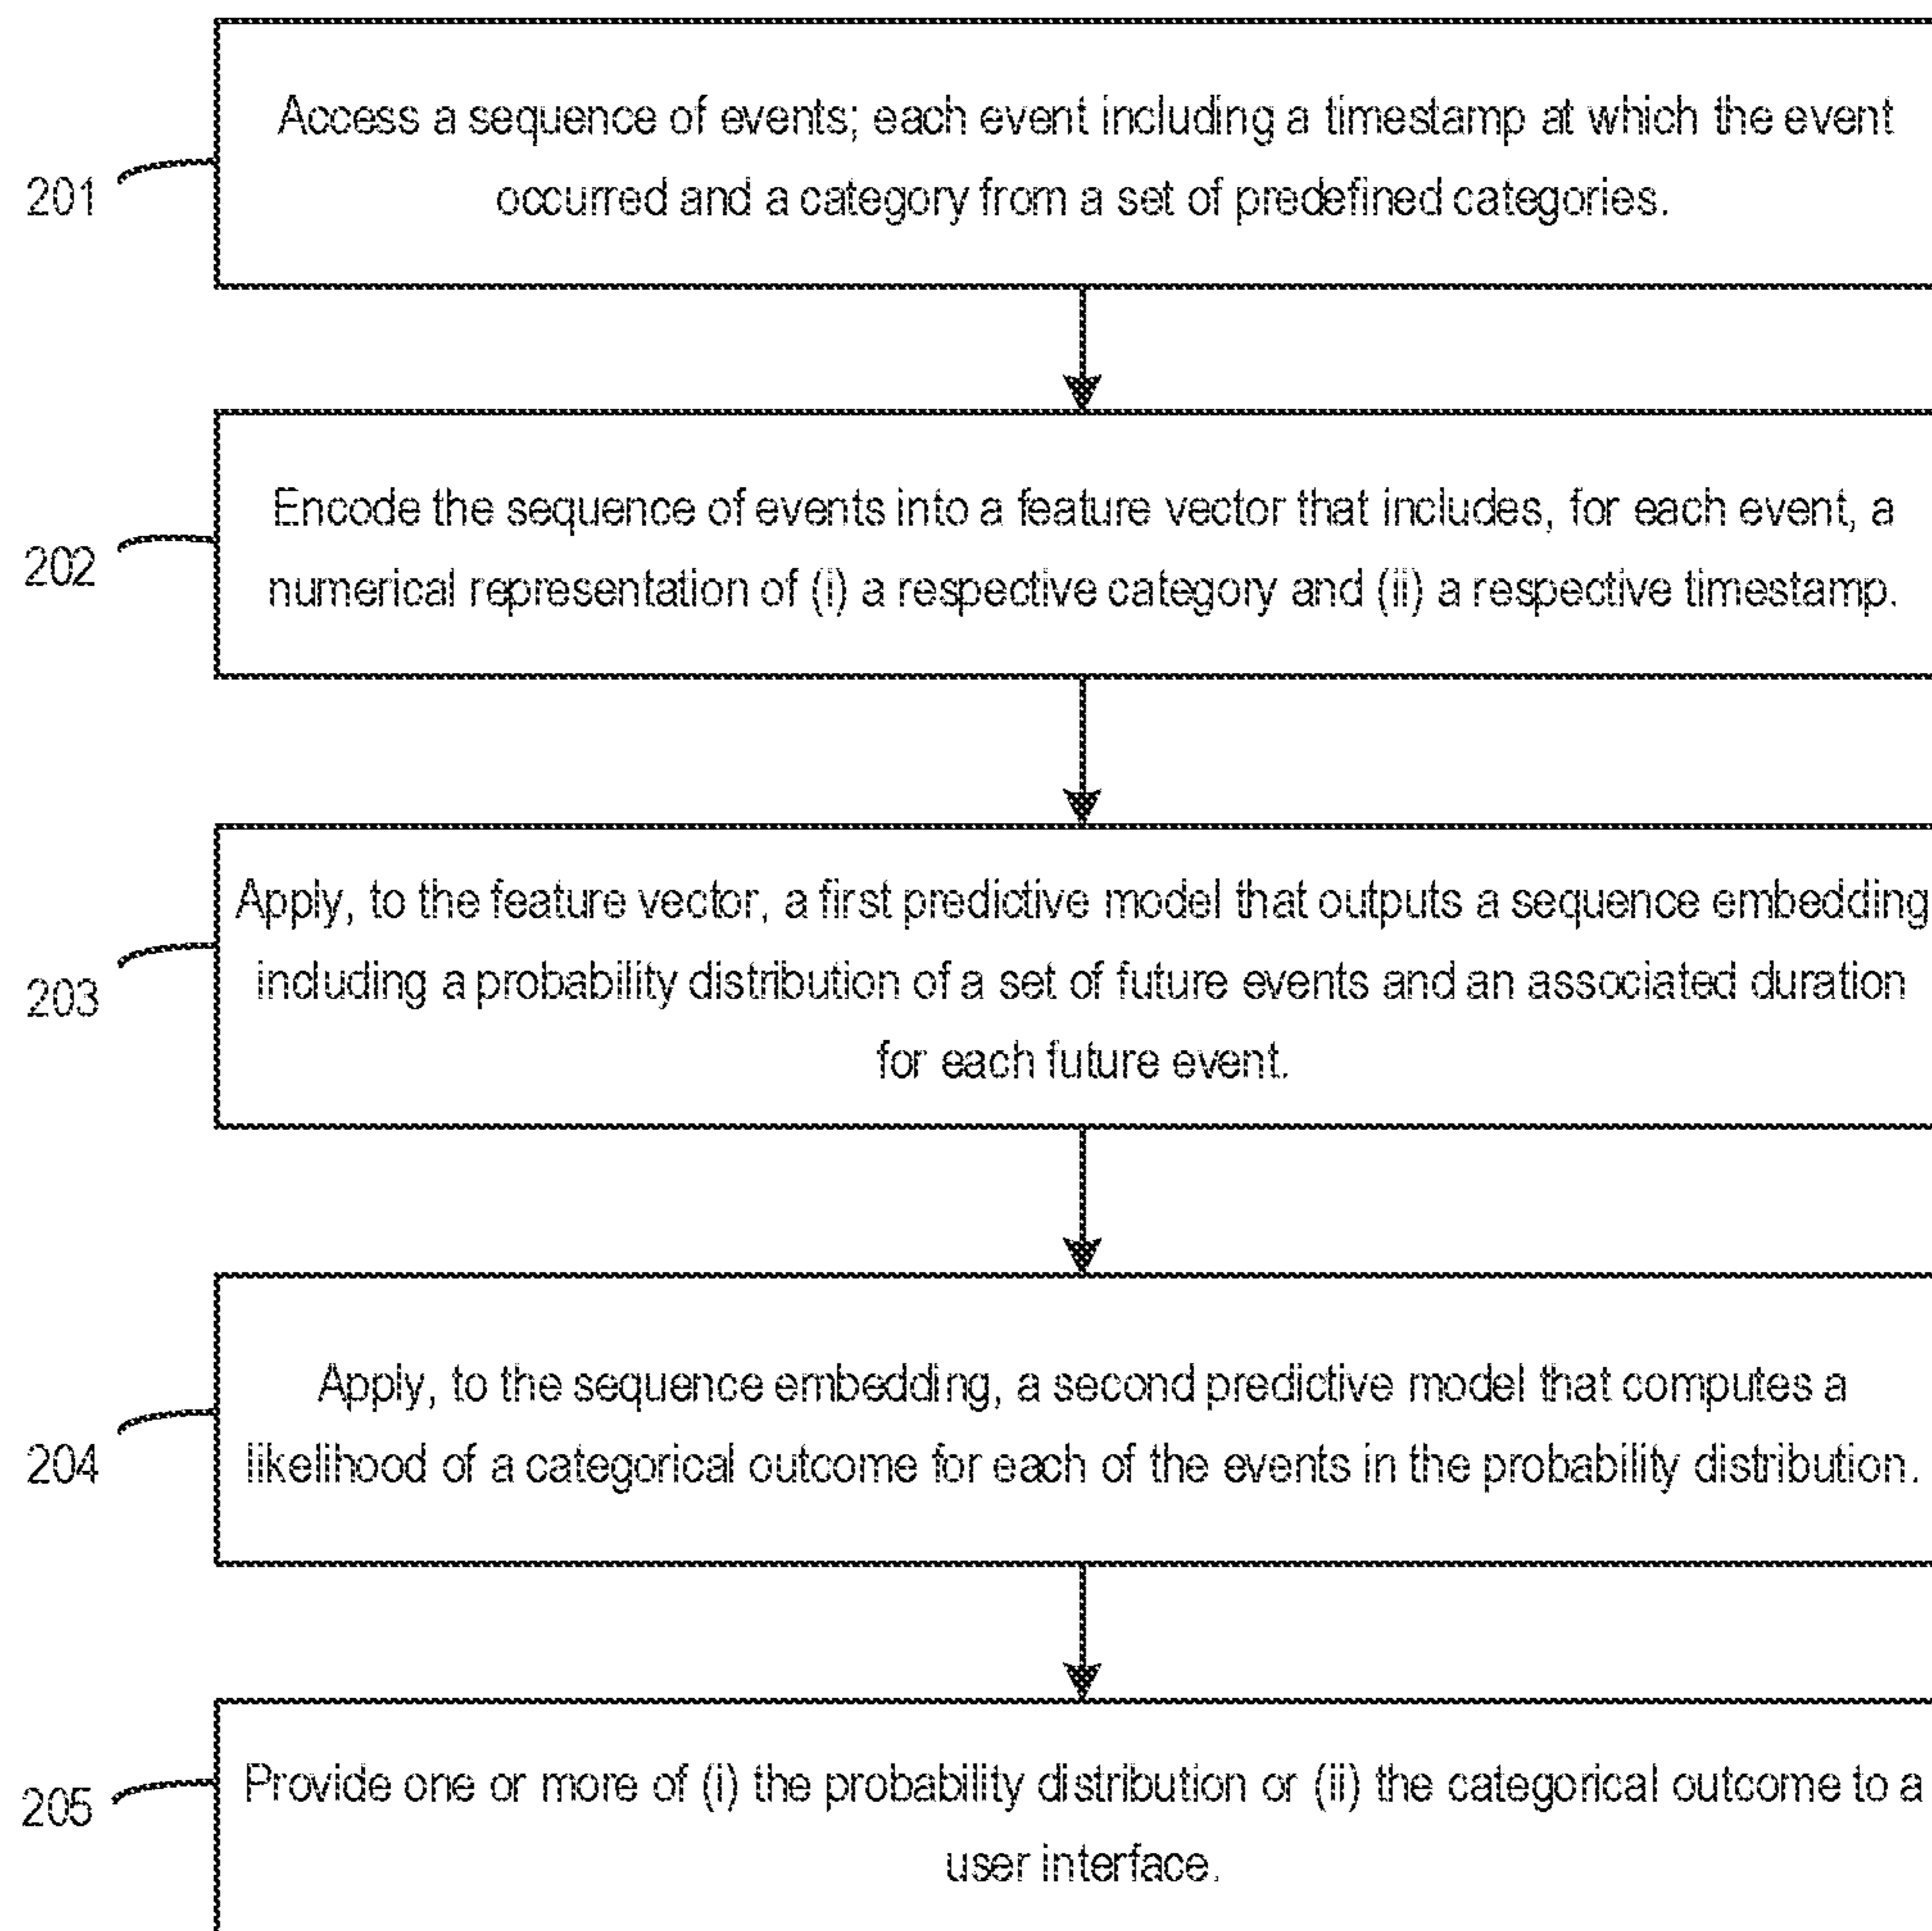 Access a sequence of events; each event including a timestamp at which the event
occurred and a category from a set of predefined categories.
201
Encode the sequence of events into a feature vector that includes, for each event, a
numerical representation of (i) a respective category and (ii) a respective timestamp.
202
Apply, to the feature vector, a first predictive model that outputs a sequence embedding
including a probability distribution of a set of future events and an associated duration
for each future event.
203
Apply, to the sequence embedding, a second predictive model that computes a
likelihood of a categorical outcome for each of the events in the probability distribution.
204
Provide one or more of (i) the probability distribution or (ii) the categorical outcome to a
user interface.
205